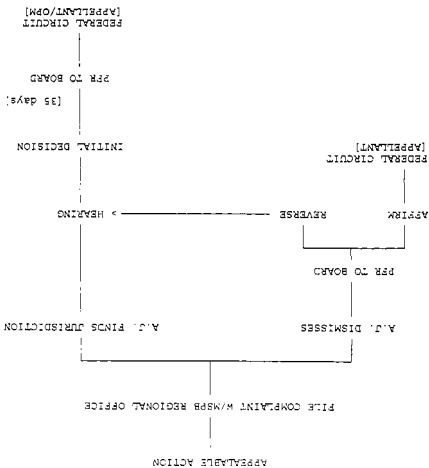 APPEALABLE ACTION
FILE COMPLAINT W/MSPB REGIONAL OFFICE
A.J. DISMISSES
A.J. FINDS JURISDICTION
PFR TO BOARD
AFFIRM
REVERSE
> HEARING
FEDERAL CIRCUIT
[APPELLANT]
INITIAL DECISION
[35 days]
PFR TO BOARD
FEDERAL CIRCUIT
[APPELLANT/OPM]